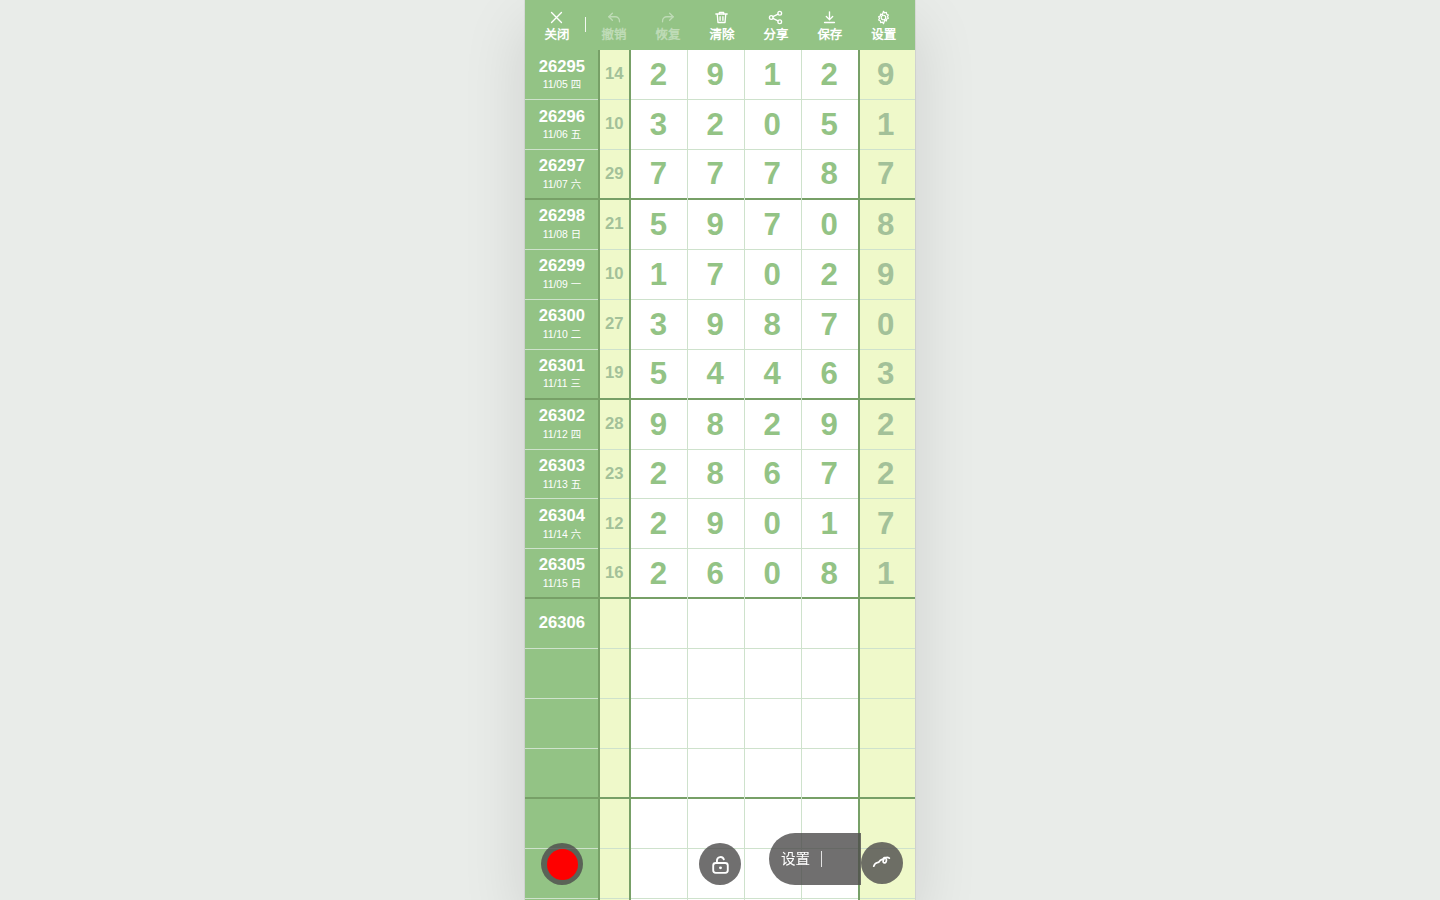 关闭 撤销 恢复 清除 分享 保存 设置
26295 14 2 9 1 2 9
11/05 四
26296 10 3 2 0 5 1
11/06 五
26297 29 7 7 7 8 7
11/07 六
26298 21 5 9 7 0 8
11/08 日
26299 10 1 7 0 2 9
11/09 一
26300 27 3 9 8 7 0
11/10 二
26301 19 5 4 4 6 3
11/11 三
26302 28 9 8 2 9 2
11/12 四
26303 23 2 8 6 7 2
11/13 五
26304 12 2 9 0 1 7
11/14 六
26305 16 2 6 0 8 1
11/15 日
26306
设置